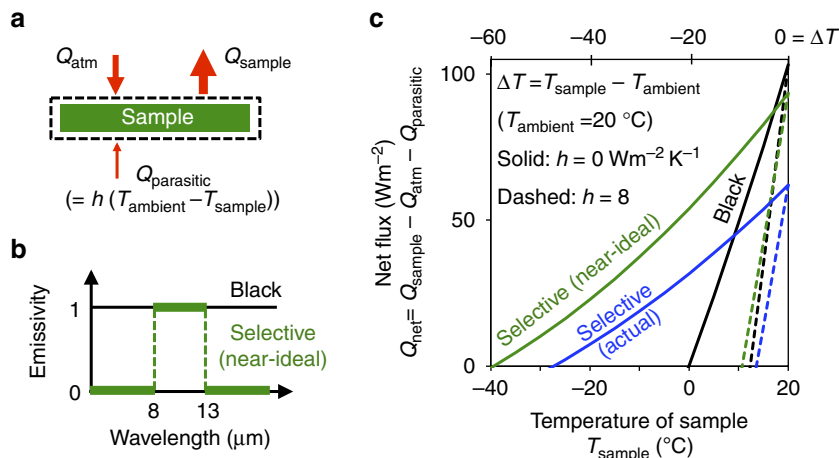 a
Q_atm
Q_sample
Sample
Q_parasitic
(= h (T_ambient – T_sample))
b
Emissivity
1
0
Black
Selective
(near-ideal)
8
13
Wavelength (μm)
c
–60
–40
–20
0 = ΔT
Net flux (Wm⁻²)
Q_net = Q_sample – Q_atm – Q_parasitic
100
50
0
ΔT = T_sample – T_ambient
(T_ambient = 20 °C)
Solid: h = 0 Wm⁻² K⁻¹
Dashed: h = 8
Black
Selective (near-ideal)
Selective
(actual)
–40
–20
0
20
Temperature of sample
T_sample (°C)